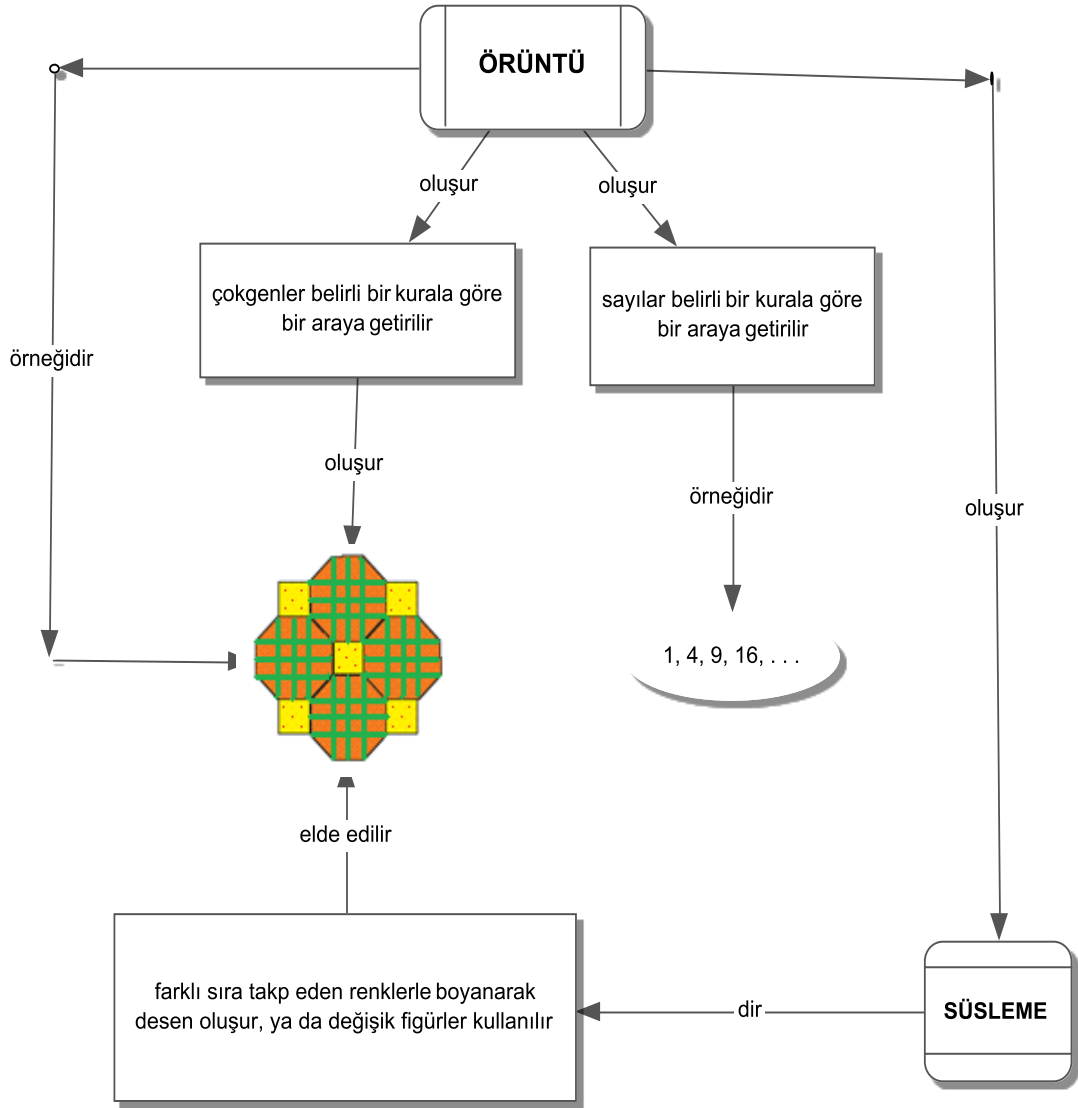 ÖRÜNTÜ
oluşur
oluşur
çokgenler belirli bir kurala göre
bir araya getirilir
sayılar belirli bir kurala göre
bir araya getirilir
örneğidir
oluşur
örneğidir
oluşur
1, 4, 9, 16, . . .
elde edilir
farklı sıra takp eden renklerle boyanarak
desen oluşur, ya da değişik figürler kullanılır
dir
SÜSLEME